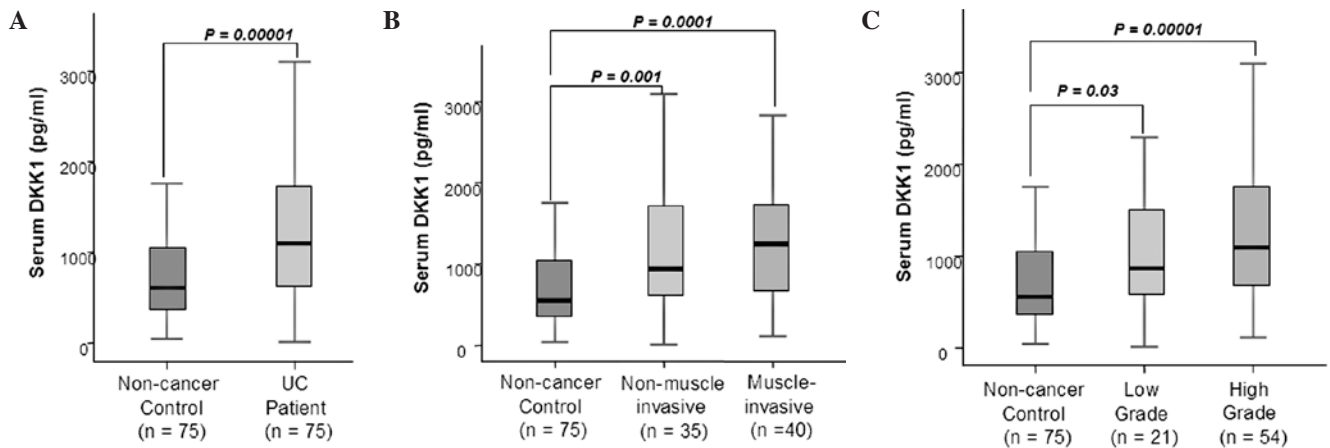 A
P = 0.00001
Serum DKK1 (pg/ml)
3000
2000
1000
0
Non-cancer
Control
(n = 75)
UC
Patient
(n = 75)
B
P = 0.0001
P = 0.001
Serum DKK1 (pg/ml)
3000
2000
1000
0
Non-cancer
Control
(n = 75)
Non-muscle
invasive
(n = 35)
Muscle-
invasive
(n =40)
C
P = 0.00001
P = 0.03
Serum DKK1 (pg/ml)
3000
2000
1000
0
Non-cancer
Control
(n = 75)
Low
Grade
(n = 21)
High
Grade
(n = 54)